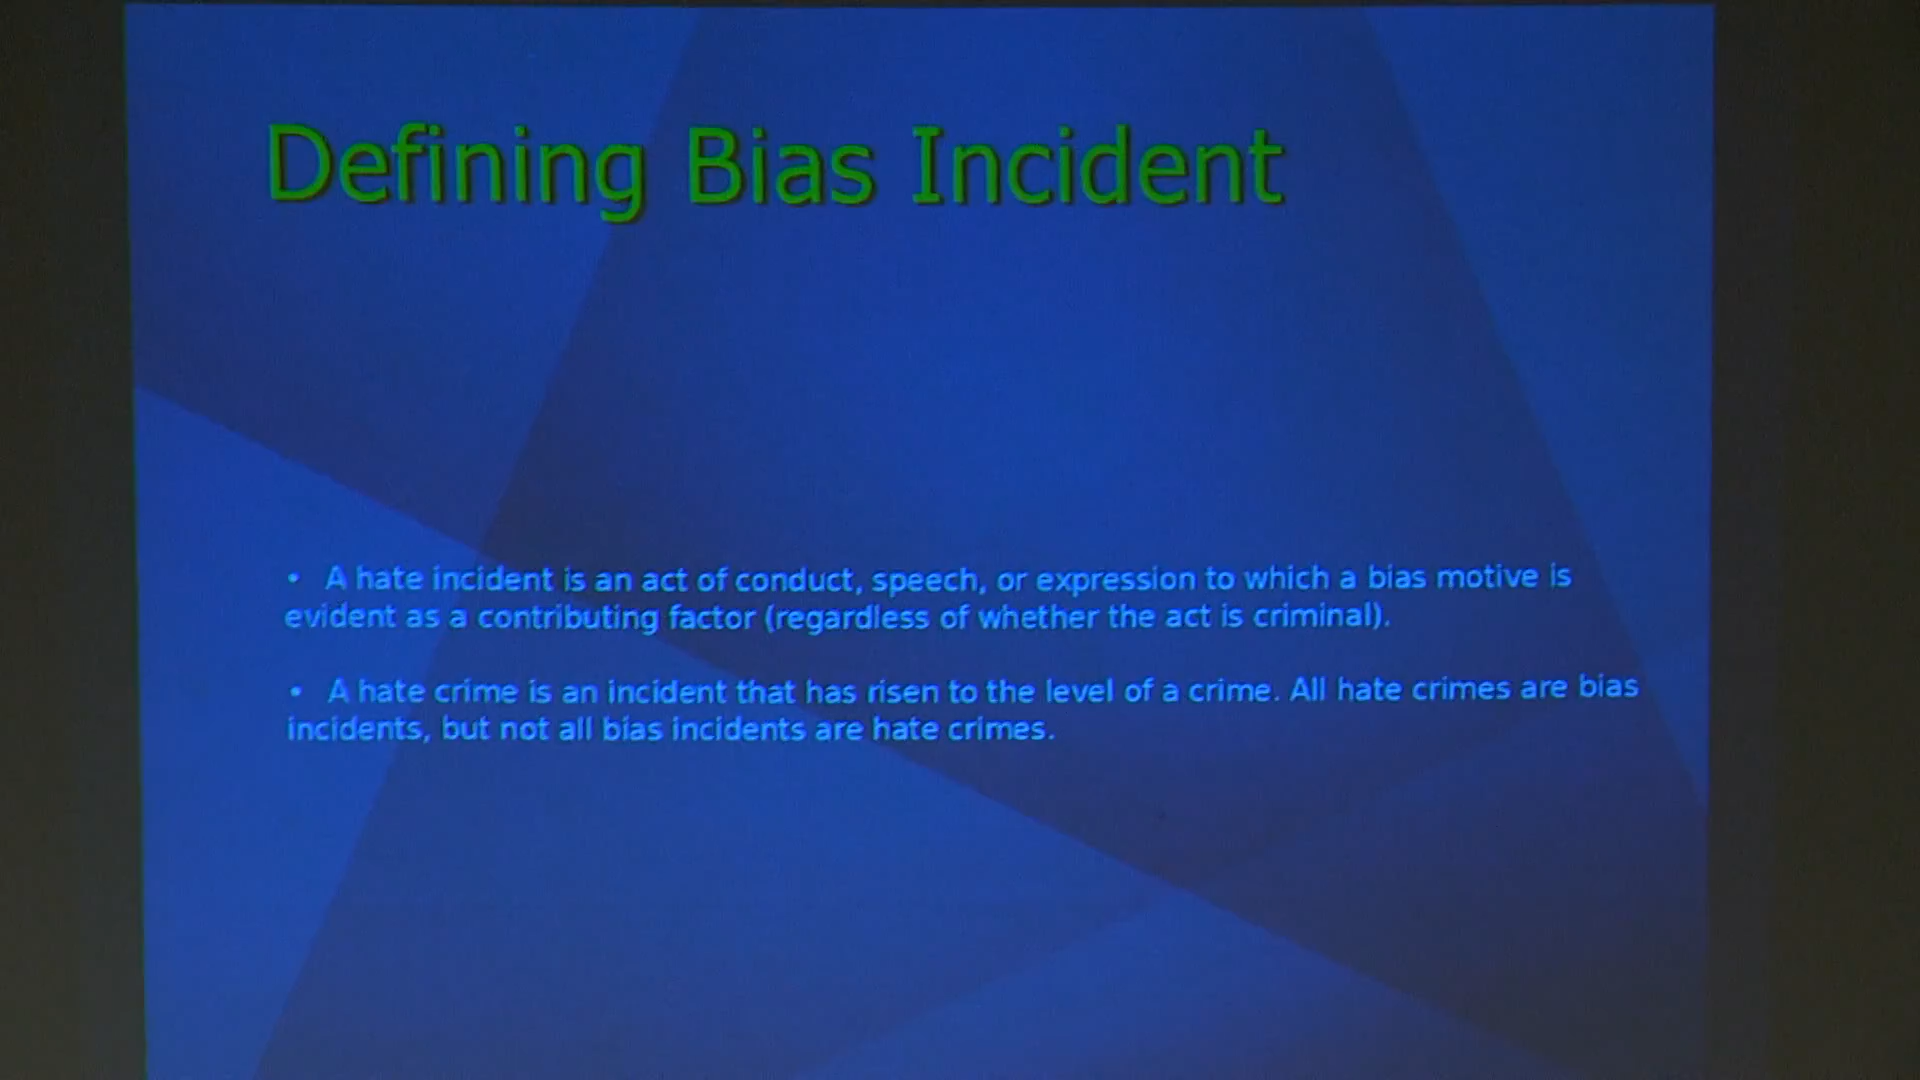 Defining Bias Incident
• A hate incident is an act of conduct, speech, or expression to which a bias motive is
evident as a contributing factor (regardless of whether the act is criminal).
• A hate crime is an incident that has risen to the level of a crime. All hate crimes are bias
incidents, but not all bias incidents are hate crimes.